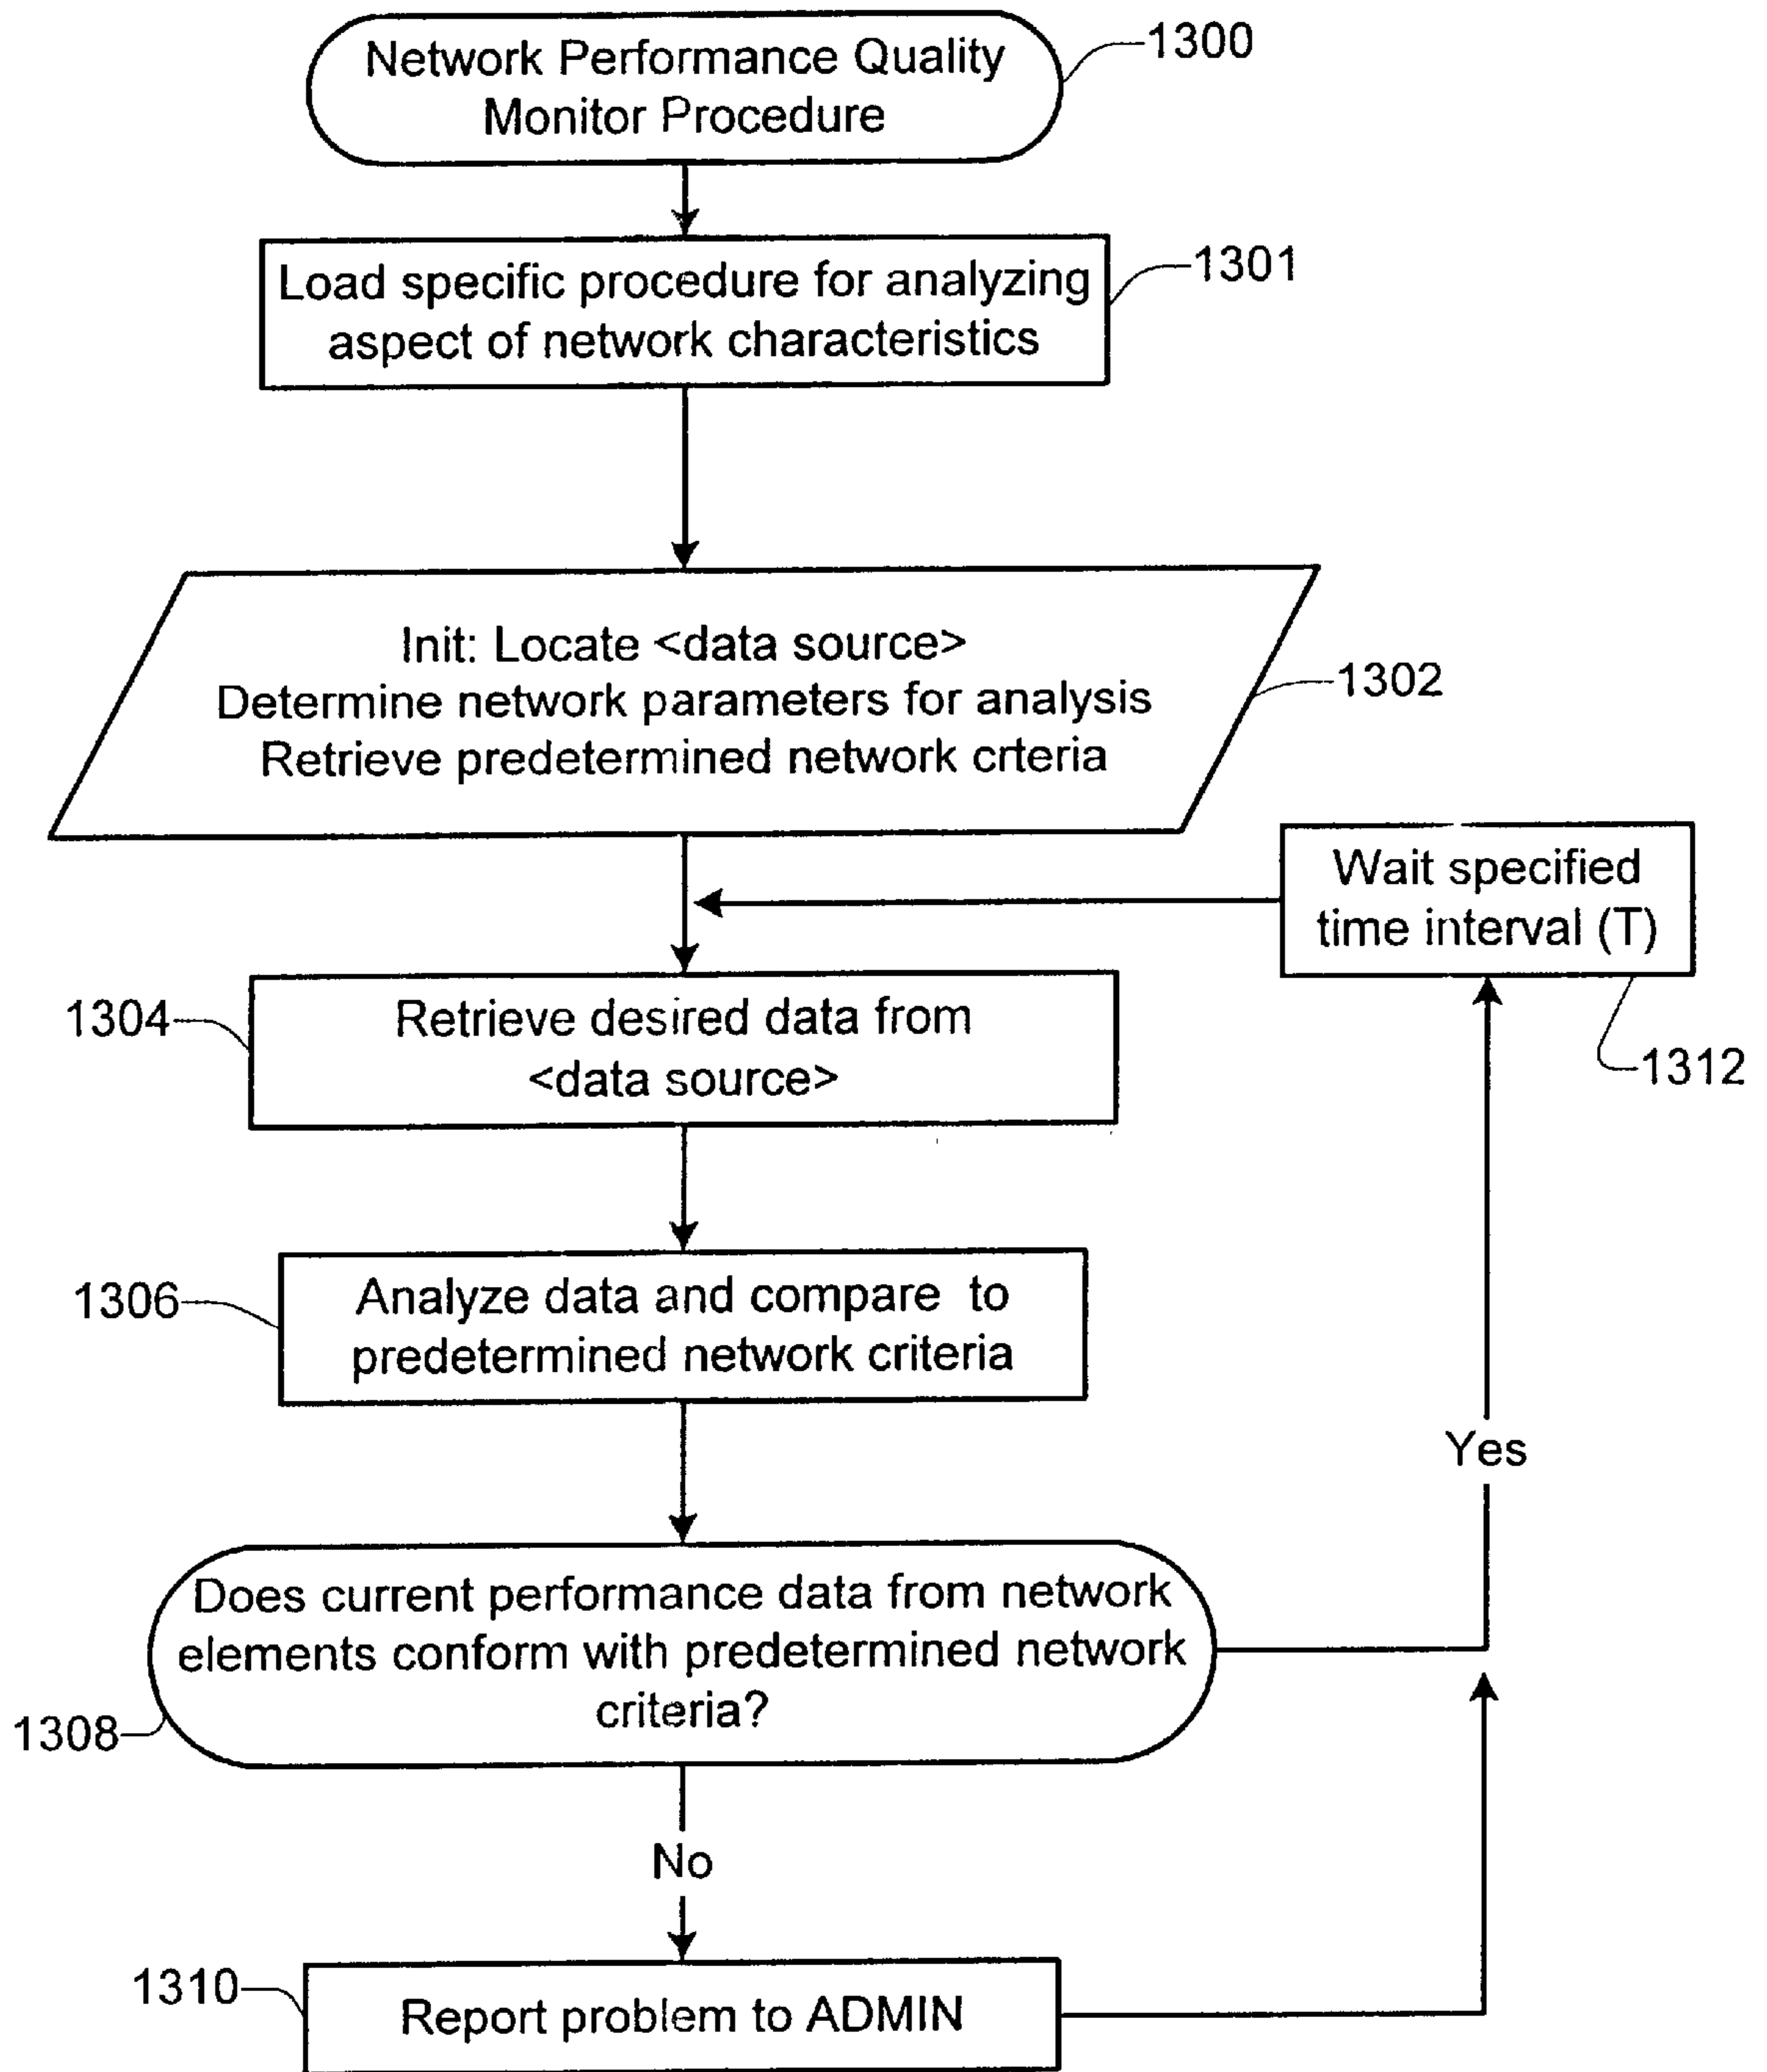 Network Performance Quality
Monitor Procedure
1300
Load specific procedure for analyzing
aspect of network characteristics
1301
Init: Locate <data source>
Determine network parameters for analysis
Retrieve predetermined network crteria
1302
Wait specified
time interval (T)
1312
Retrieve desired data from
<data source>
1304
Analyze data and compare to
predetermined network criteria
1306
Yes
Does current performance data from network
elements conform with predetermined network
criteria?
1308
No
Report problem to ADMIN
1310